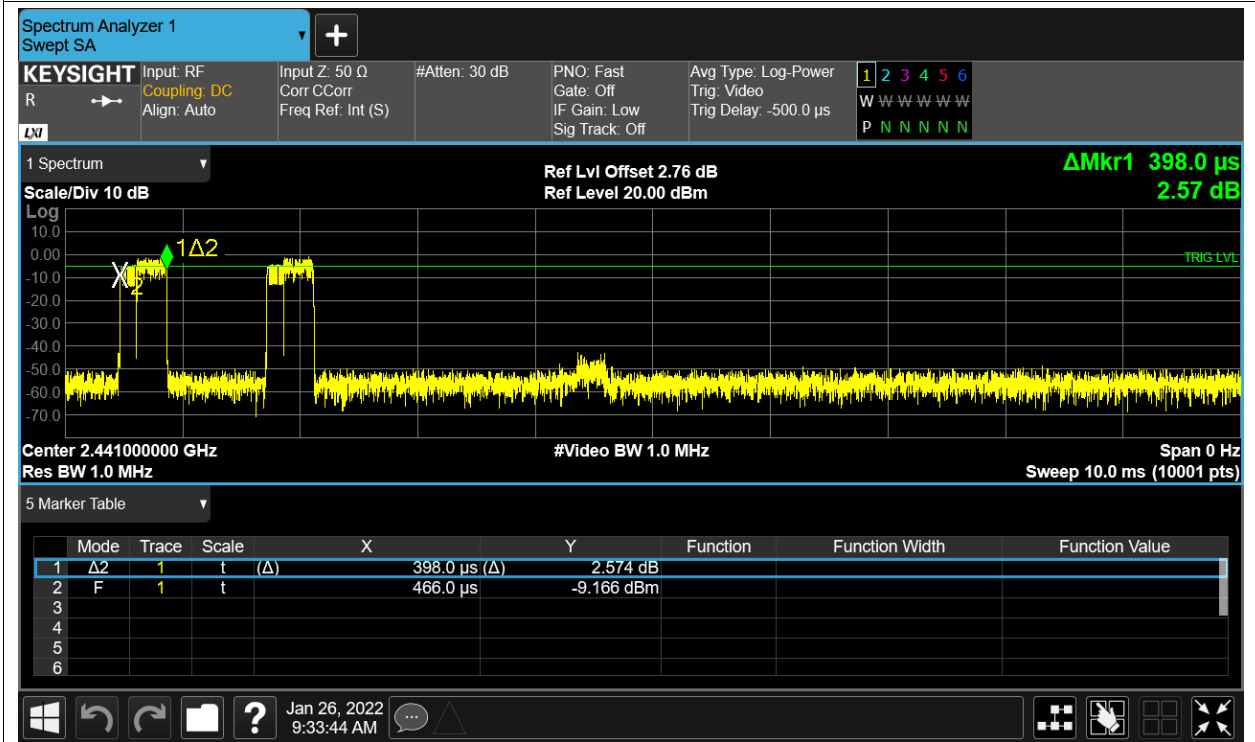 Spectrum Analyzer 1
Swept SA
+
KEYSIGHT Input: RF Input Z: 50 Ω #Atten: 30 dB PNO: Fast Avg Type: Log-Power 1 2 3 4 5 6
R Coupling: DC Corr CCorr Gate: Off Trig: Video W W W W W W
Align: Auto Freq Ref: Int (S) IF Gain: Low Trig Delay: -500.0 µs
LXI Sig Track: Off P N N N N N
1 Spectrum Ref Lvl Offset 2.76 dB ΔMkr1 398.0 µs
Scale/Div 10 dB Ref Level 20.00 dBm 2.57 dB
Log
10.0
0.00 1Δ2 TRIG LVL
-10.0 X 2
-20.0
-30.0
-40.0
-50.0
-60.0
-70.0
Center 2.441000000 GHz #Video BW 1.0 MHz Span 0 Hz
Res BW 1.0 MHz Sweep 10.0 ms (10001 pts)
5 Marker Table
Mode Trace Scale X Y Function Function Width Function Value
1 Δ2 1 t (Δ) 398.0 µs (Δ) 2.574 dB
2 F 1 t 466.0 µs -9.166 dBm
3
4
5
6
? Jan 26, 2022
9:33:44 AM